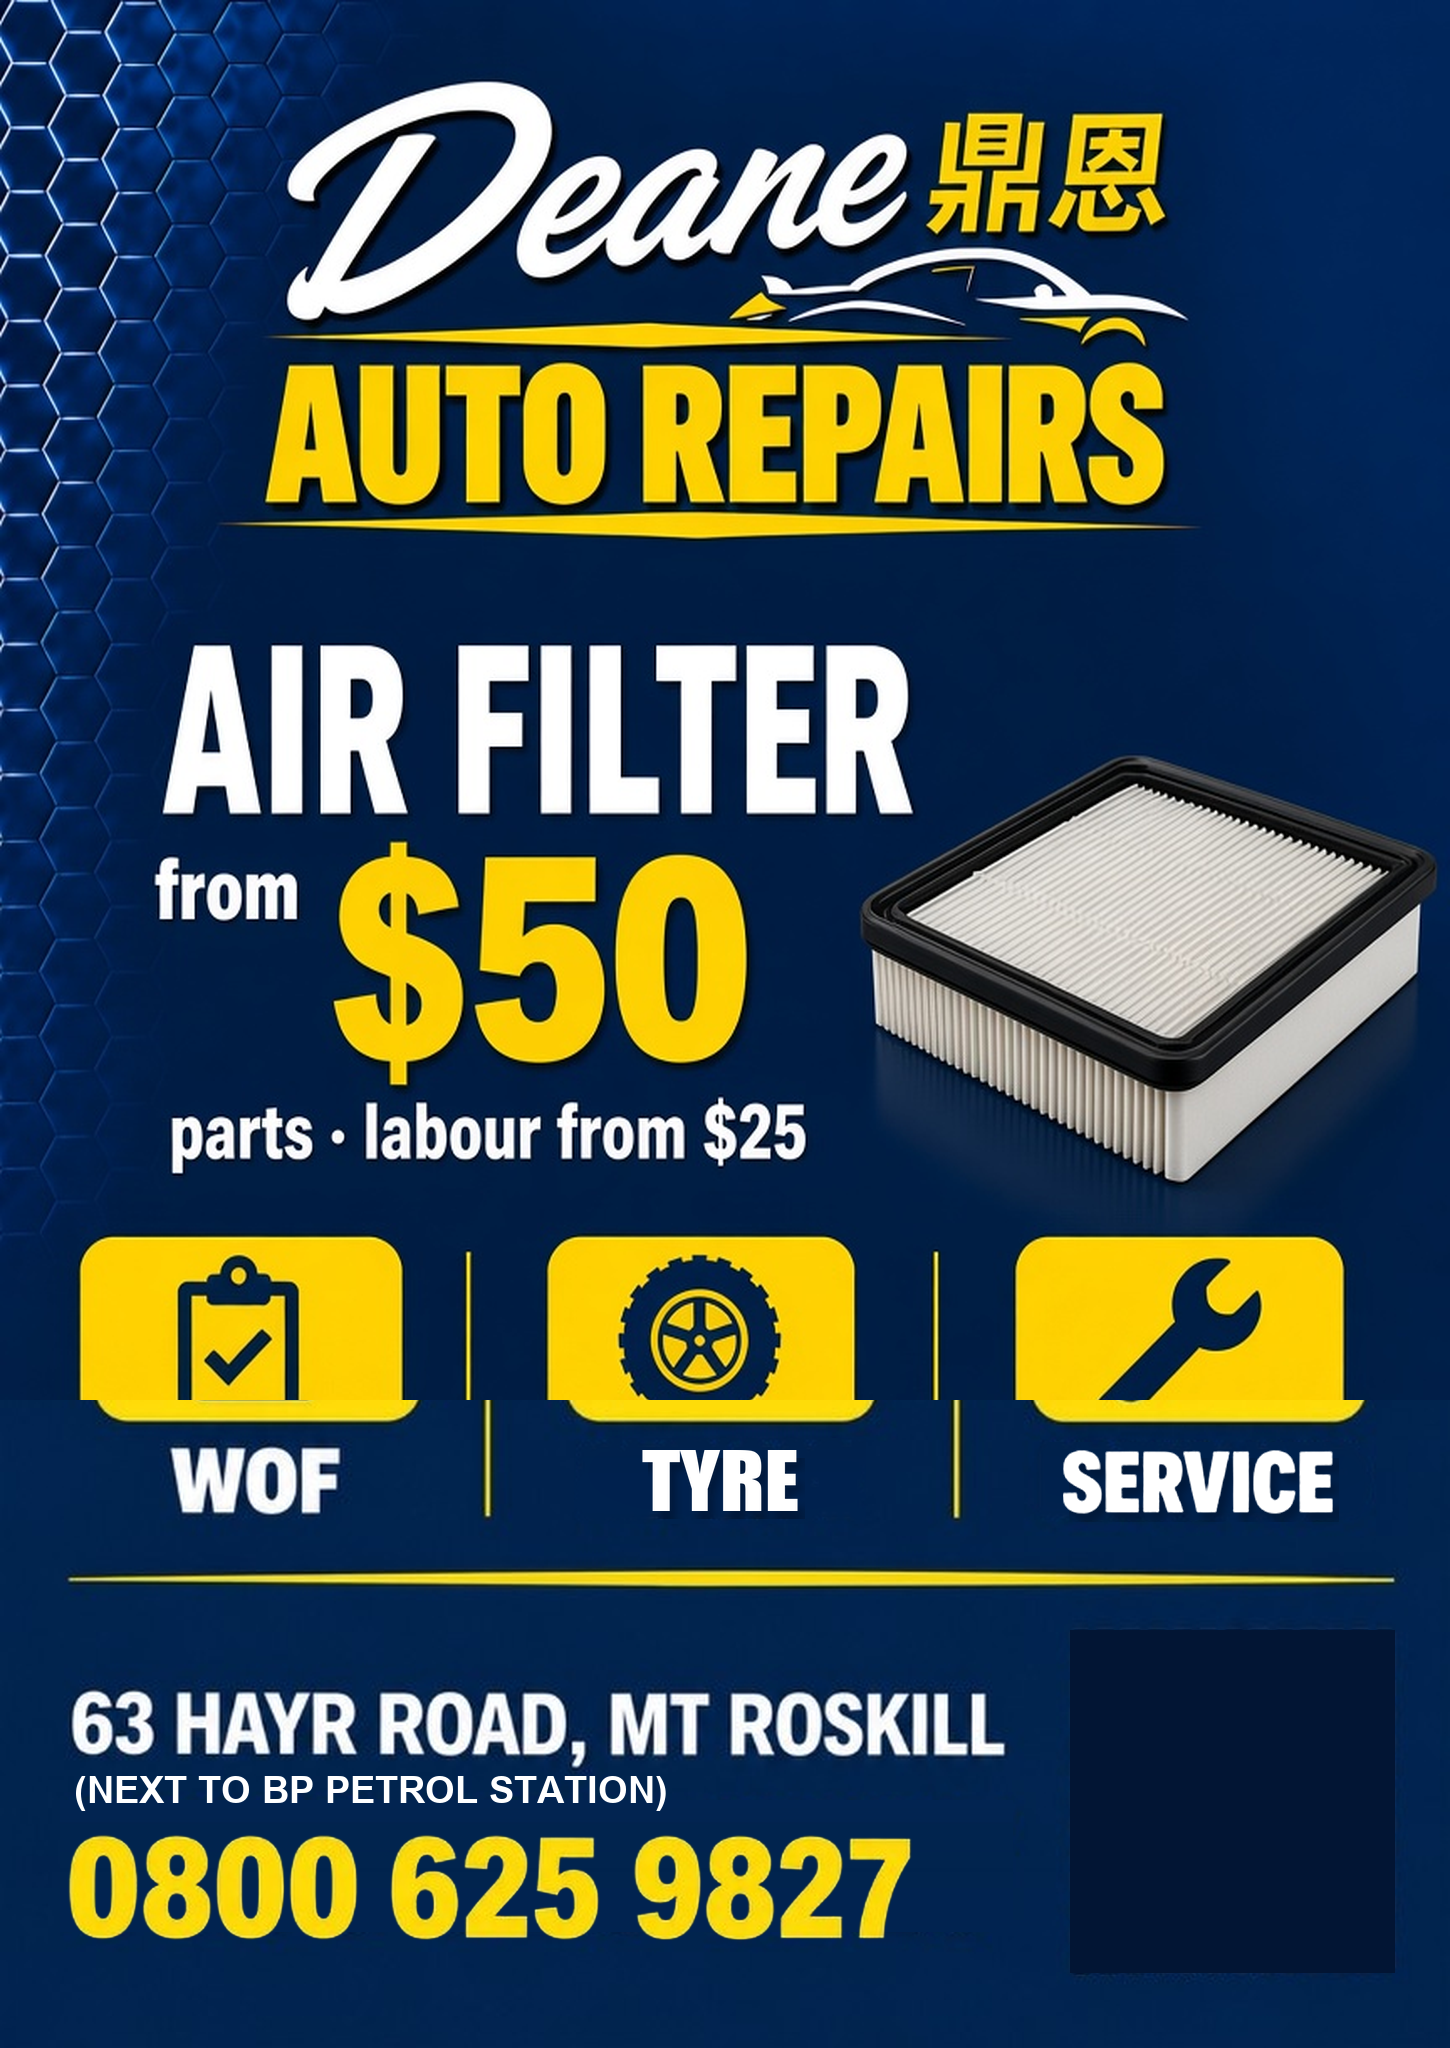 Deane 鼎恩
AUTO REPAIRS
AIR FILTER
from $50
parts · labour from $25
WOF
TYRE
SERVICE
63 HAYR ROAD, MT ROSKILL
(NEXT TO BP PETROL STATION)
0800 625 9827